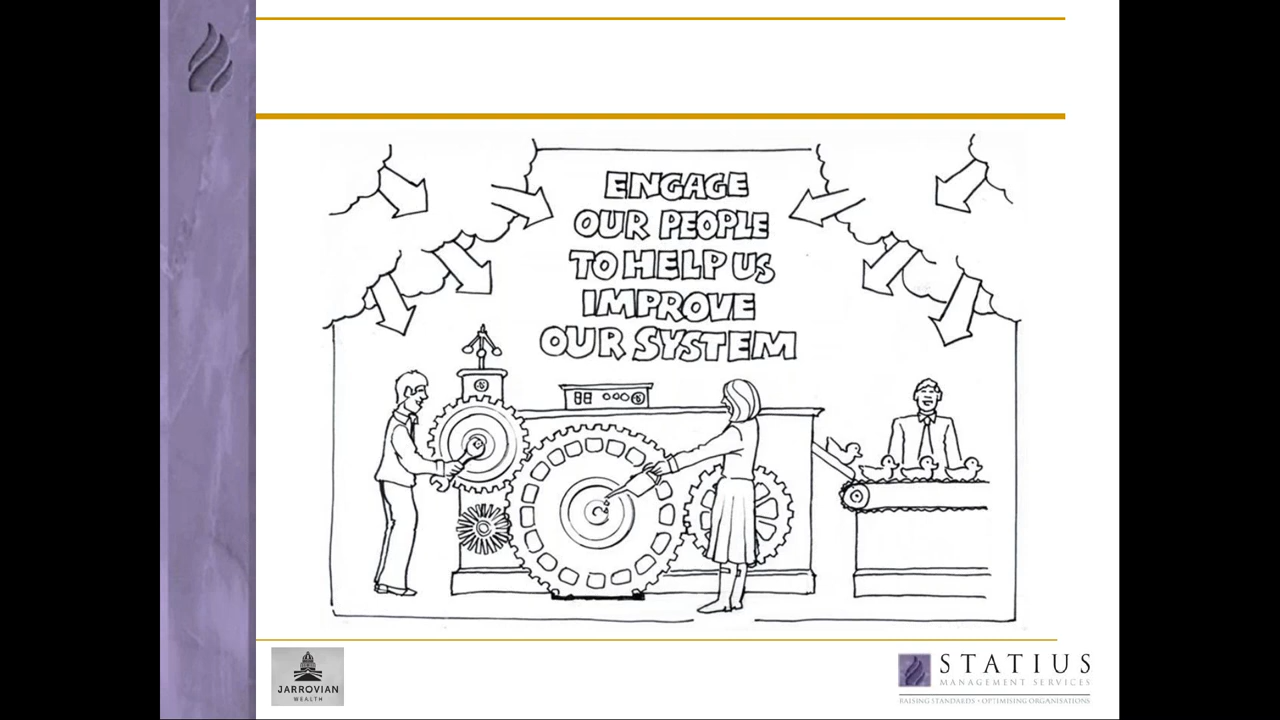 ENGAGE
OUR PEOPLE
TO HELP US
IMPROVE
OUR SYSTEM
JARROVIAN
WEALTH
STATIUS
MANAGEMENT SERVICES
RAISING STANDARDS • OPTIMISING ORGANISATIONS